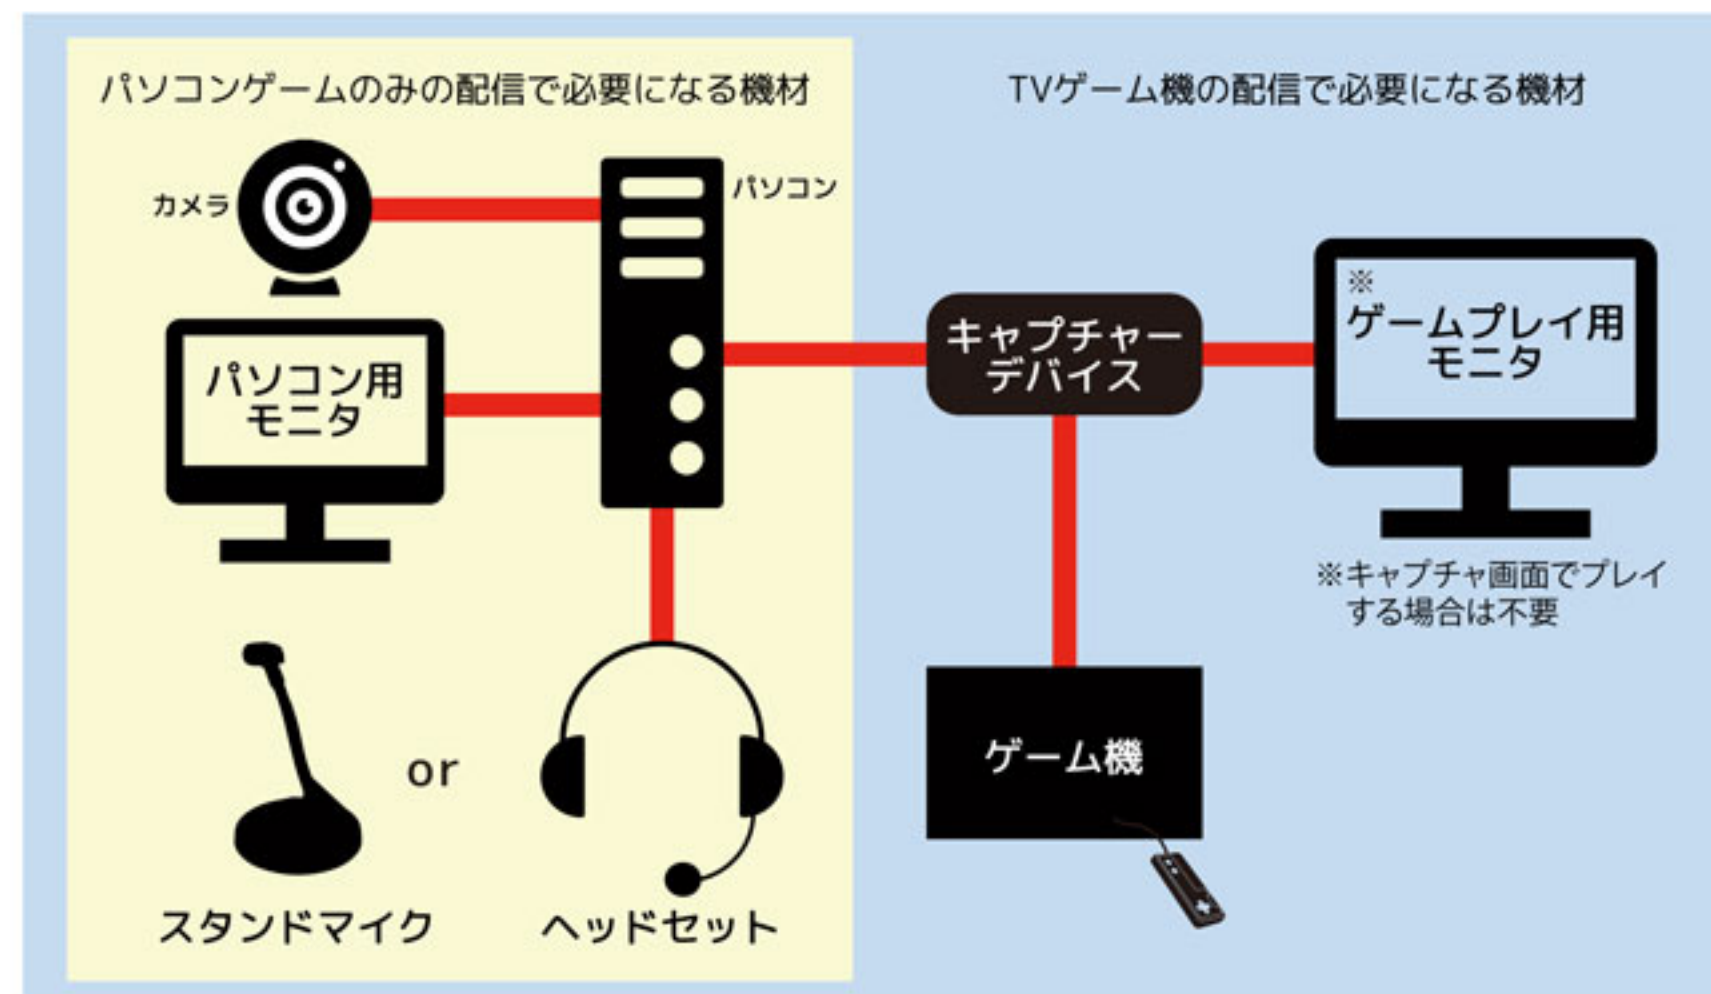 パソコンゲームのみの配信で必要になる機材
TVゲーム機の配信で必要になる機材
カメラ
パソコン
パソコン用
モニタ
キャプチャー
デバイス
※
ゲームプレイ用
モニタ
※キャプチャ画面でプレイ
する場合は不要
or
ゲーム機
スタンドマイク
ヘッドセット